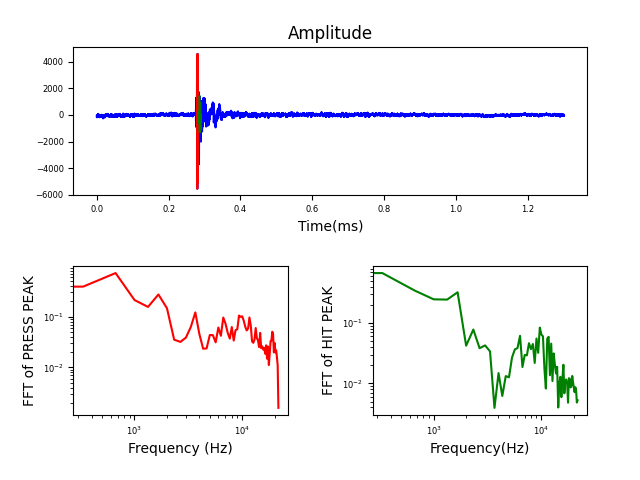 Amplitude
4000
2000
0
−2000
−4000
−6000
0.0 0.2 0.4 0.6 0.8 1.0 1.2
Time(ms)
FFT of PRESS PEAK
10⁻¹
10⁻²
10³ 10⁴
Frequency (Hz)
FFT of HIT PEAK
10⁻¹
10⁻²
10³ 10⁴
Frequency(Hz)